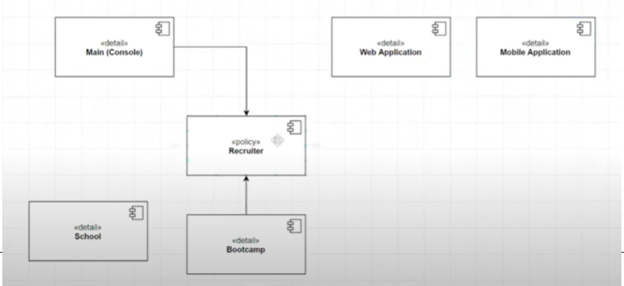 «detail»
Main (Console)
«detail»
Web Application
«detail»
Mobile Application
«policy»
Recruiter
«detail»
School
«detail»
Bootcamp